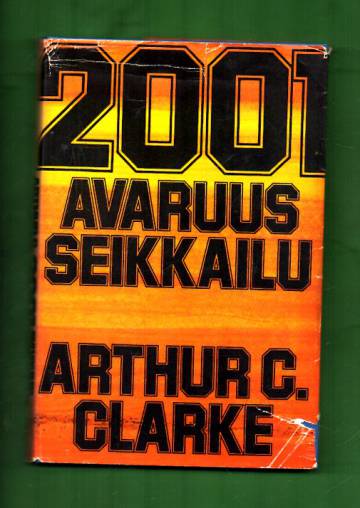 2001
AVARUUS
SEIKKAILU
ARTHUR C.
CLARKE